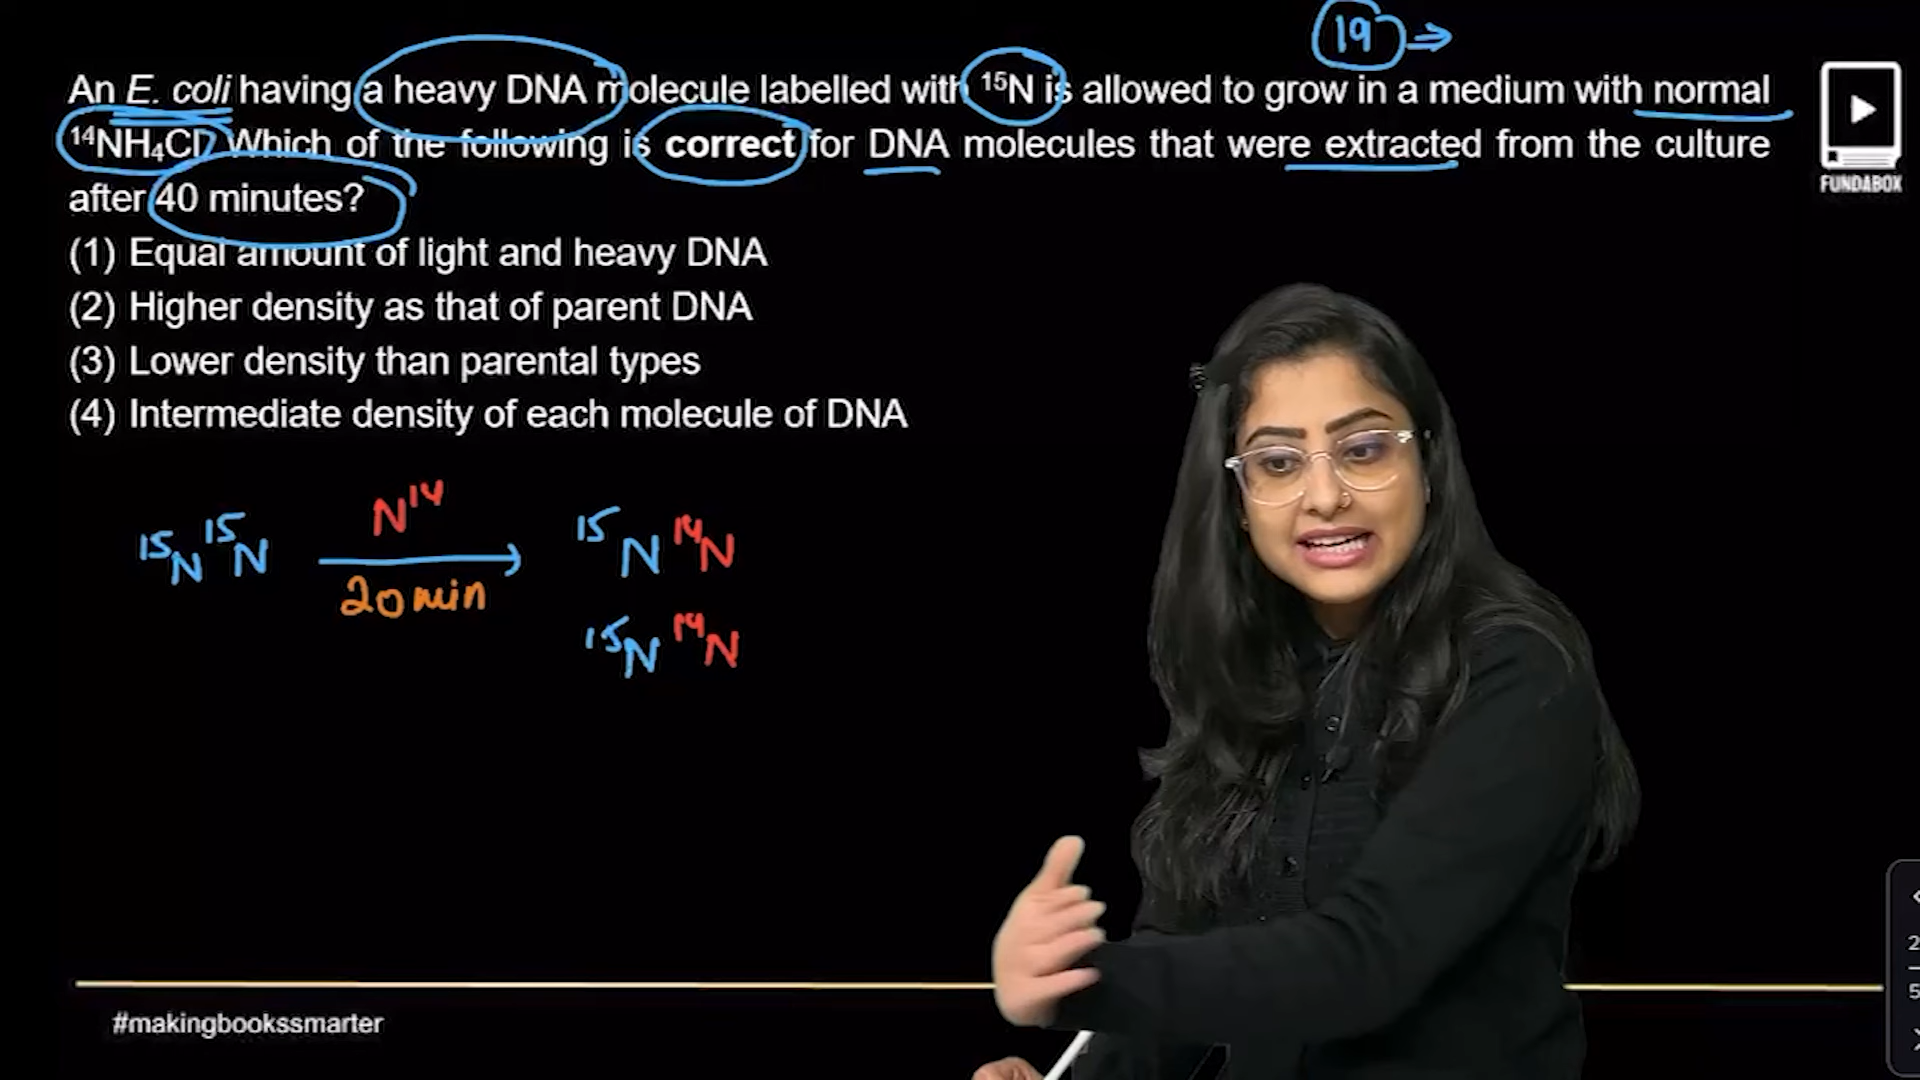 19 ⇒
An E. coli having a heavy DNA molecule labelled with ¹⁵N is allowed to grow in a medium with normal
¹⁴NH₄Cl. Which of the following is correct for DNA molecules that were extracted from the culture
after 40 minutes?
FUNDABOX
(1) Equal amount of light and heavy DNA
(2) Higher density as that of parent DNA
(3) Lower density than parental types
(4) Intermediate density of each molecule of DNA
¹⁵N ¹⁵N
N¹⁴
20 min
¹⁵N ¹⁴N
¹⁵N ¹⁴N
#makingbookssmarter
2
5